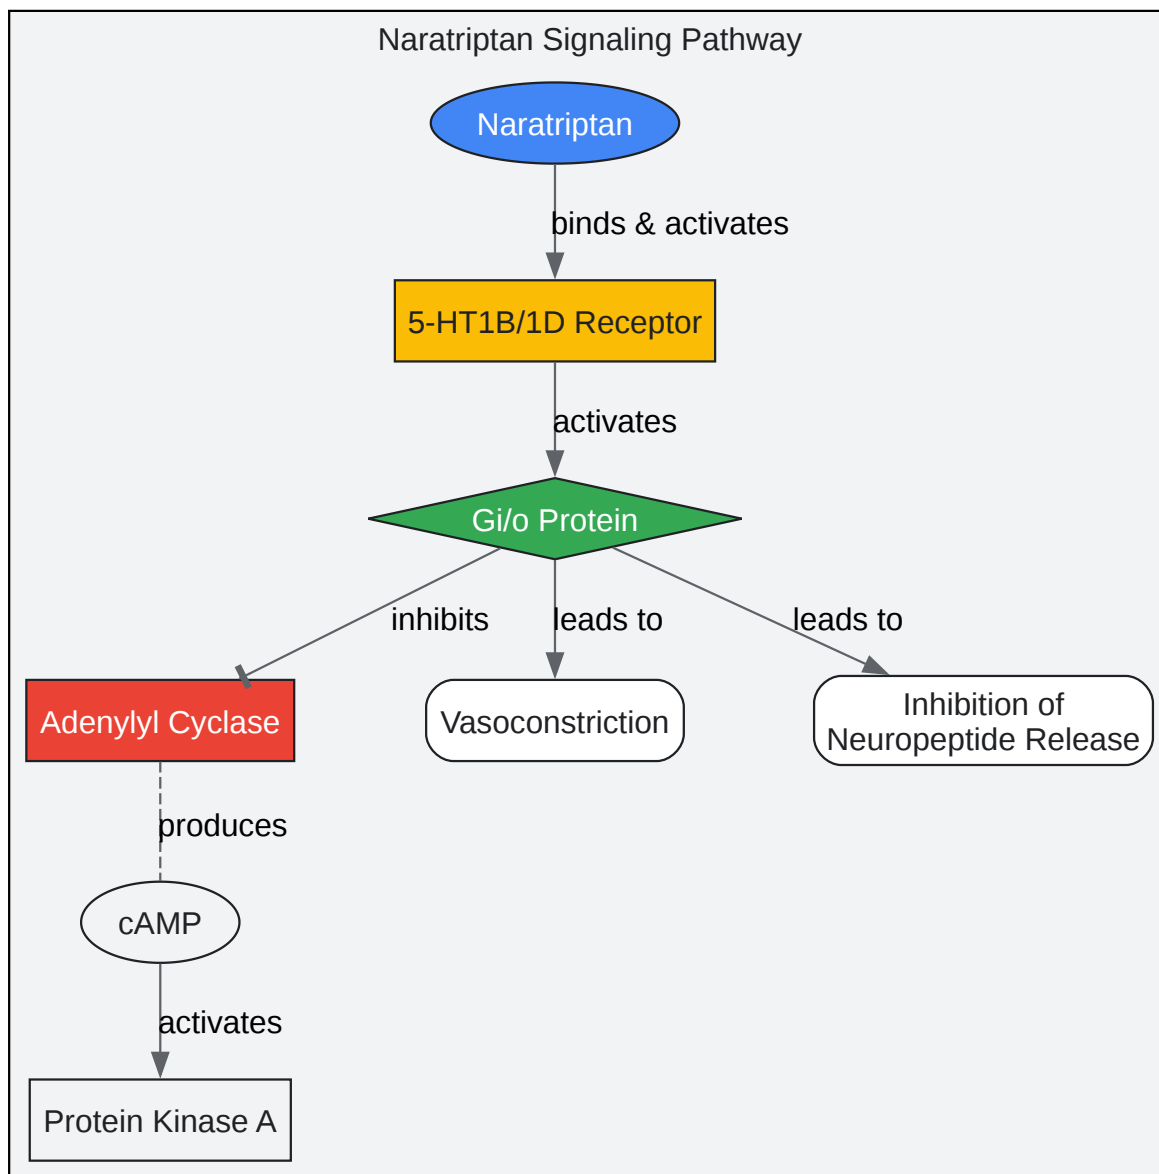 Naratriptan Signaling Pathway
Naratriptan
binds & activates
5-HT1B/1D Receptor
activates
Gi/o Protein
inhibits
leads to
leads to
Adenylyl Cyclase
Vasoconstriction
Inhibition of
Neuropeptide Release
produces
cAMP
activates
Protein Kinase A